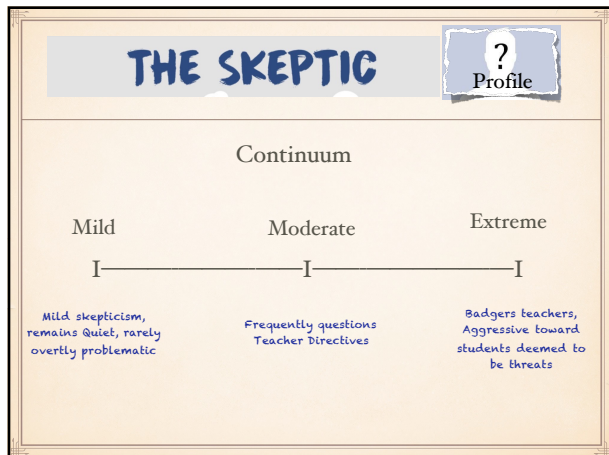 THE SKEPTIC
?
Profile
Continuum
Mild
Moderate
Extreme
I——————I——————I
Mild skepticism,
remains Quiet, rarely
overtly problematic
Frequently questions
Teacher Directives
Badgers teachers,
Aggressive toward
students deemed to
be threats